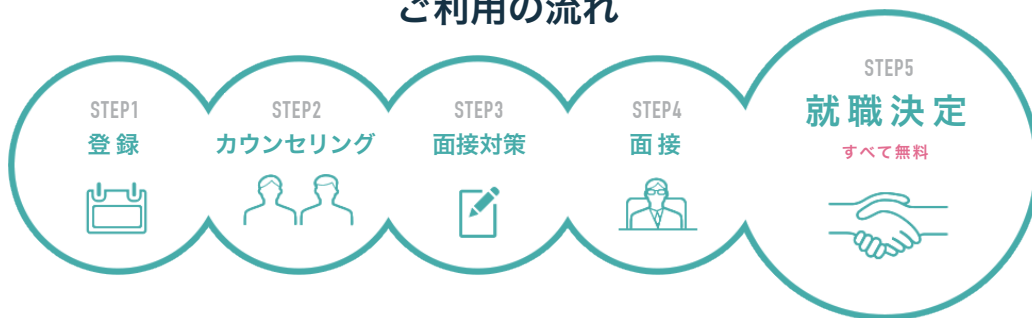 ご利用の流れ
STEP1
登録
STEP2
カウンセリング
STEP3
面接対策
STEP4
面接
STEP5
就職決定
すべて無料